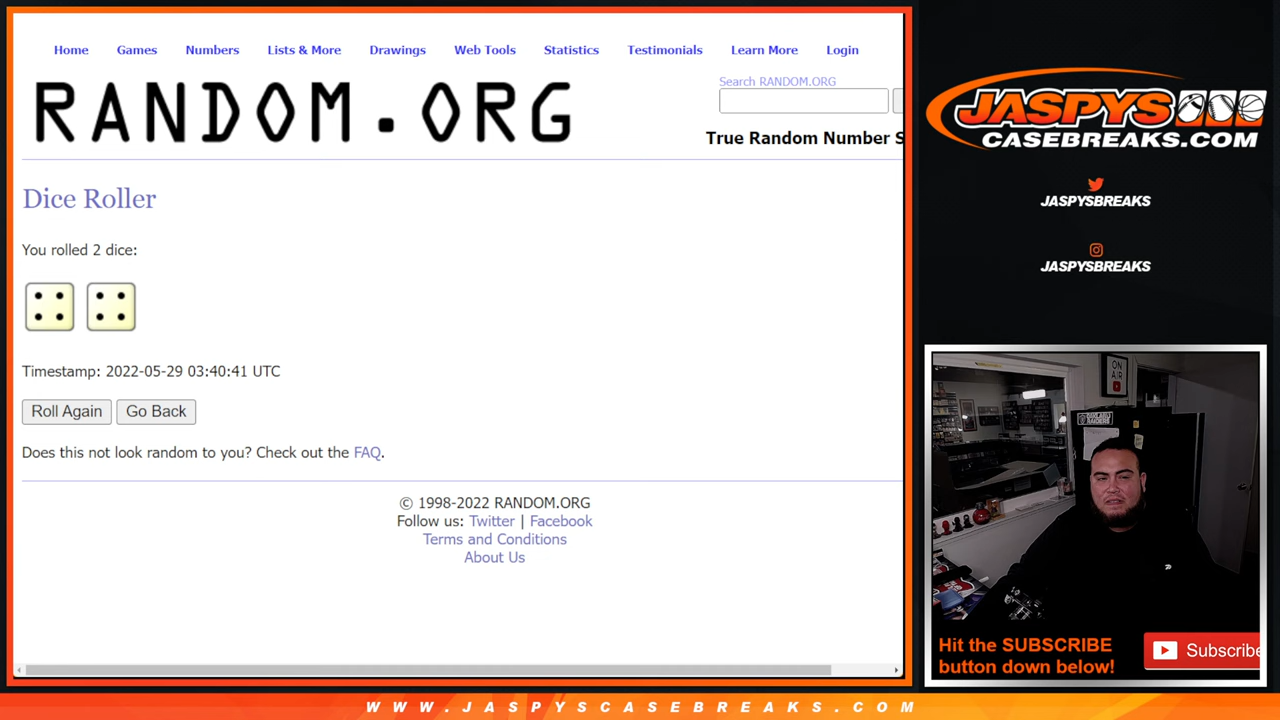 Home Games Numbers Lists & More Drawings Web Tools Statistics Testimonials Learn More Login
RANDOM.ORG
Search RANDOM.ORG
True Random Number S
Dice Roller
You rolled 2 dice:
Timestamp: 2022-05-29 03:40:41 UTC
Roll Again Go Back
Does this not look random to you? Check out the FAQ.
© 1998-2022 RANDOM.ORG
Follow us: Twitter | Facebook
Terms and Conditions
About Us
JASPYS
CASEBREAKS.COM
JASPYSBREAKS
JASPYSBREAKS
ON
AIR
Hit the SUBSCRIBE
button down below!
Subscribe
WWW.JASPYSCASEBREAKS.COM